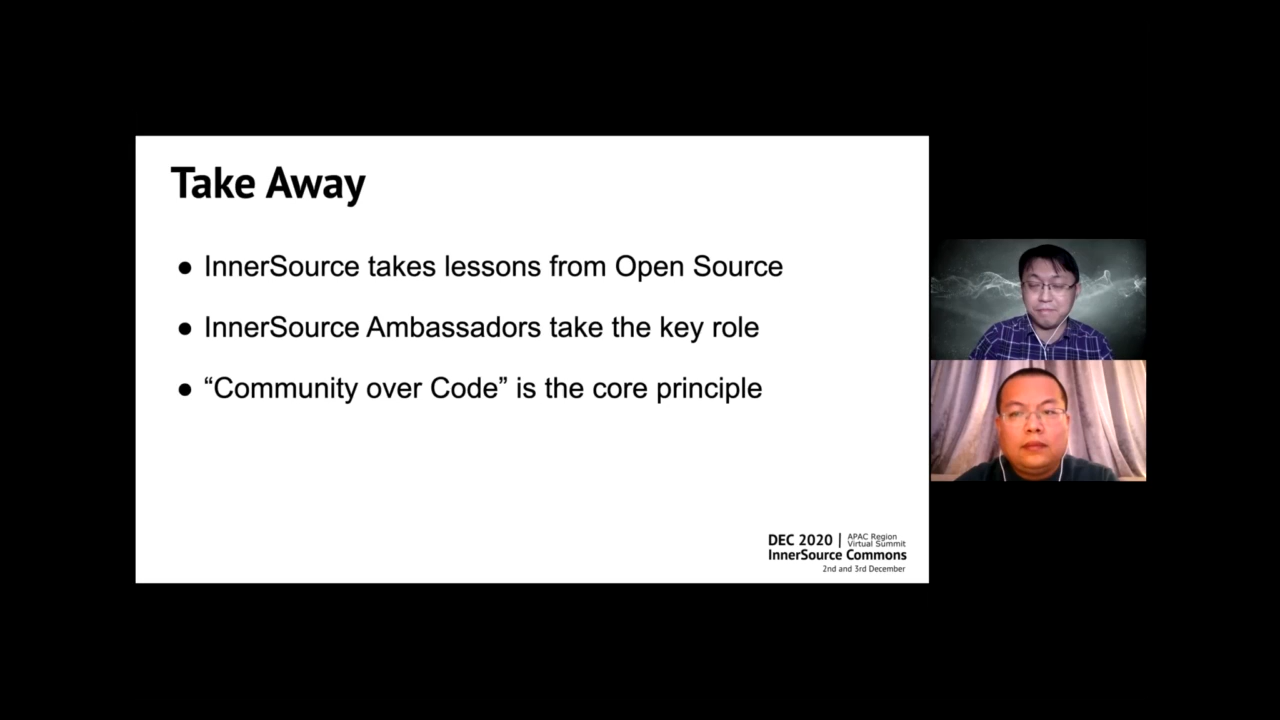 Take Away
● InnerSource takes lessons from Open Source
● InnerSource Ambassadors take the key role
● “Community over Code” is the core principle
DEC 2020 | APAC Region
Virtual Summit
InnerSource Commons
2nd and 3rd December